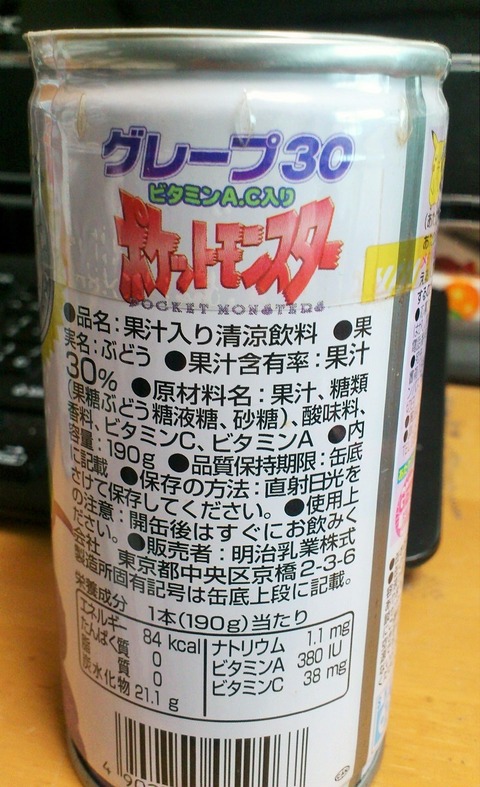 グレープ30
ビタミンA.C入り
ポケットモンスター
POCKET MONSTERS
●品名:果汁入り清涼飲料 ●果
実名:ぶどう ●果汁含有率:果汁
30% ●原材料名:果汁、糖類
(果糖ぶどう糖液糖、砂糖)、酸味料、
香料、ビタミンC、ビタミンA ●内
容量:190g ●品質保持期限:缶底
に記載 ●保存の方法:直射日光を
さけて保存してください。●使用上
の注意:開缶後はすぐにお飲みく
ださい。●販売者:明治乳業株式
会社 東京都中央区京橋2-3-6
製造所固有記号は缶底上段に記載。
栄養成分 1本(190g)当たり
エネルギー 84 kcal ナトリウム 1.1 mg
たんぱく質 0 ビタミンA 380 IU
脂質 0 ビタミンC 38 mg
炭水化物 21.1 g